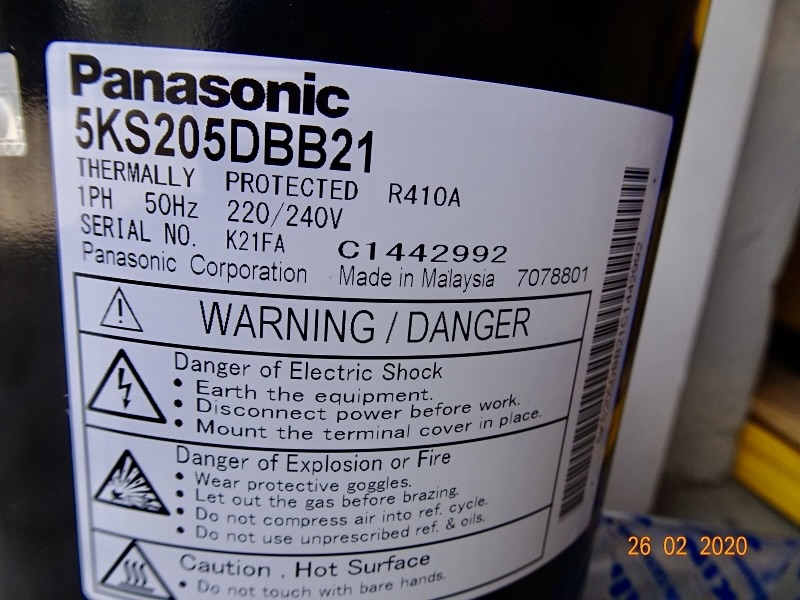 Panasonic
5KS205DBB21
THERMALLY PROTECTED R410A
1PH 50Hz 220/240V
SERIAL NO. K21FA C1442992
Panasonic Corporation Made in Malaysia 7078801
WARNING / DANGER
Danger of Electric Shock
• Earth the equipment.
• Disconnect power before work.
• Mount the terminal cover in place.
Danger of Explosion or Fire
• Wear protective goggles.
• Let out the gas before brazing.
• Do not compress air into ref. cycle.
• Do not use unprescribed ref. & oils.
Caution , Hot Surface
• Do not touch with bare hands.
26 02 2020